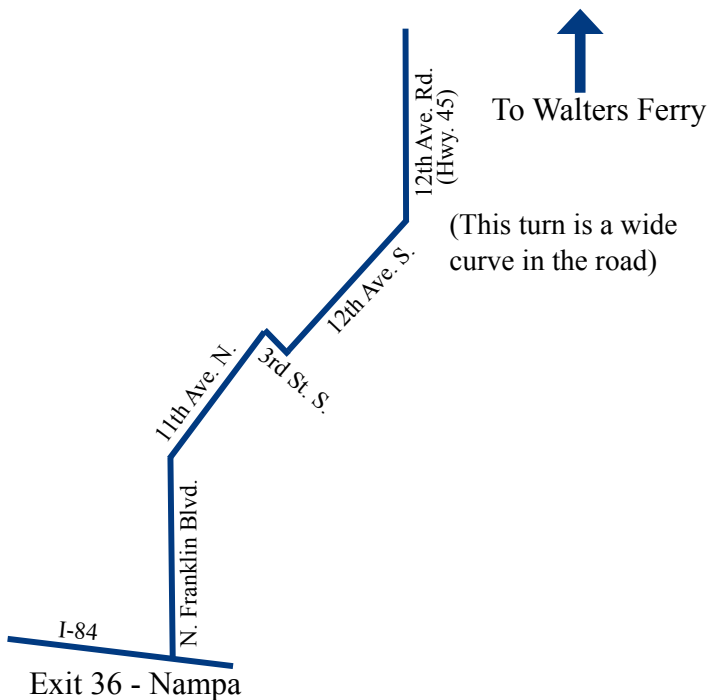 12th Ave. Rd.
(Hwy. 45)
To Walters Ferry
(This turn is a wide
curve in the road)
12th Ave. S.
3rd St. S.
11th Ave. N.
N. Franklin Blvd.
I-84
Exit 36 - Nampa